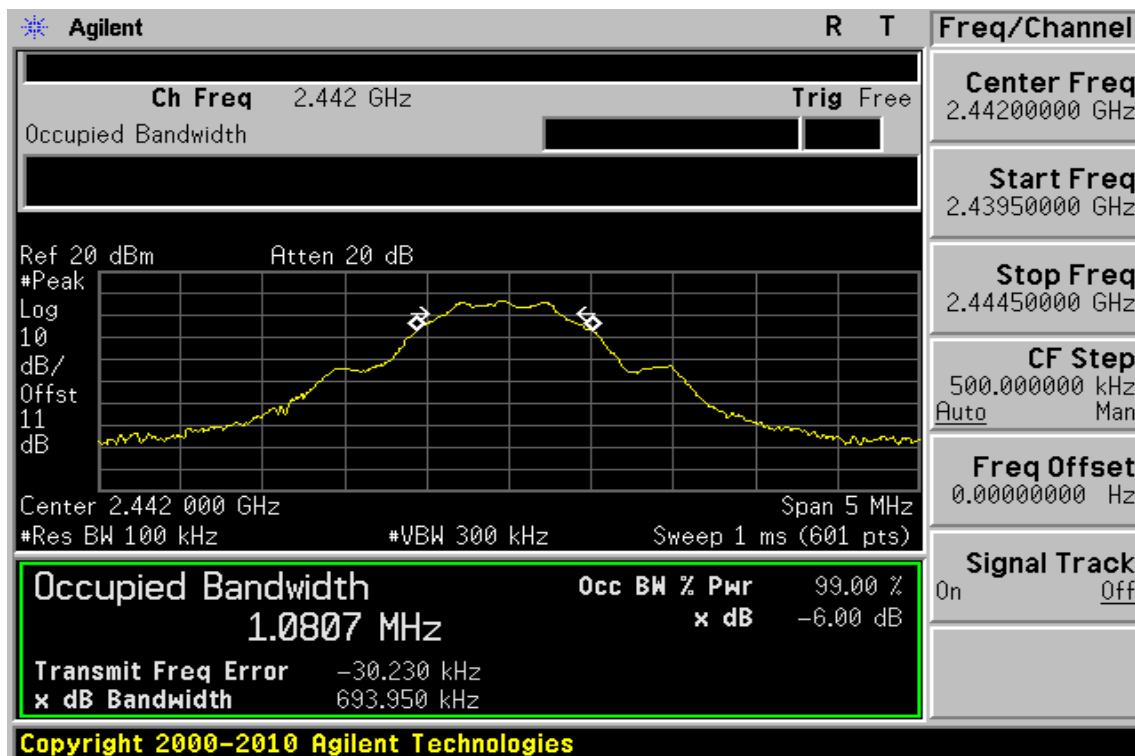 Agilent R T Freq/Channel
Ch Freq 2.442 GHz Trig Free
Occupied Bandwidth
Center Freq
2.44200000 GHz
Start Freq
2.43950000 GHz
Stop Freq
2.44450000 GHz
CF Step
500.000000 kHz
Auto Man
Freq Offset
0.00000000 Hz
Signal Track
On Off
Ref 20 dBm Atten 20 dB
#Peak
Log
10
dB/
Offst
11
dB
Center 2.442 000 GHz Span 5 MHz
#Res BW 100 kHz #VBW 300 kHz Sweep 1 ms (601 pts)
Occupied Bandwidth Occ BW % Pwr 99.00 %
1.0807 MHz x dB -6.00 dB
Transmit Freq Error -30.230 kHz
x dB Bandwidth 693.950 kHz
Copyright 2000-2010 Agilent Technologies